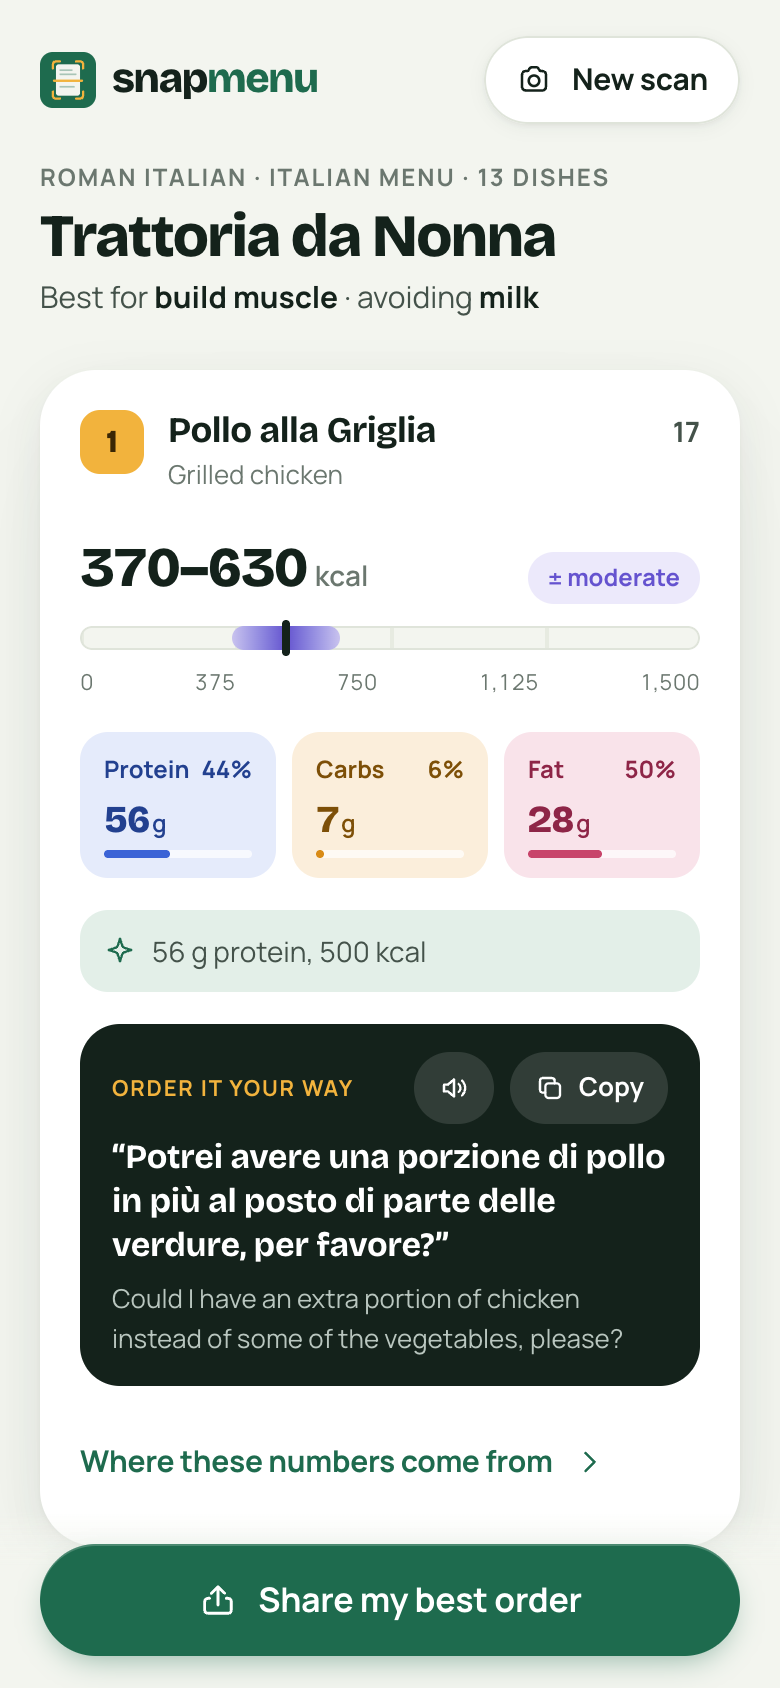 snapmenu
New scan
ROMAN ITALIAN · ITALIAN MENU · 13 DISHES
Trattoria da Nonna
Best for build muscle · avoiding milk
1
Pollo alla Griglia
17
Grilled chicken
370–630 kcal
± moderate
0 375 750 1,125 1,500
Protein 44%
56g
Carbs 6%
7g
Fat 50%
28g
56 g protein, 500 kcal
ORDER IT YOUR WAY
Copy
“Potrei avere una porzione di pollo
in più al posto di parte delle
verdure, per favore?”
Could I have an extra portion of chicken
instead of some of the vegetables, please?
Where these numbers come from
Share my best order